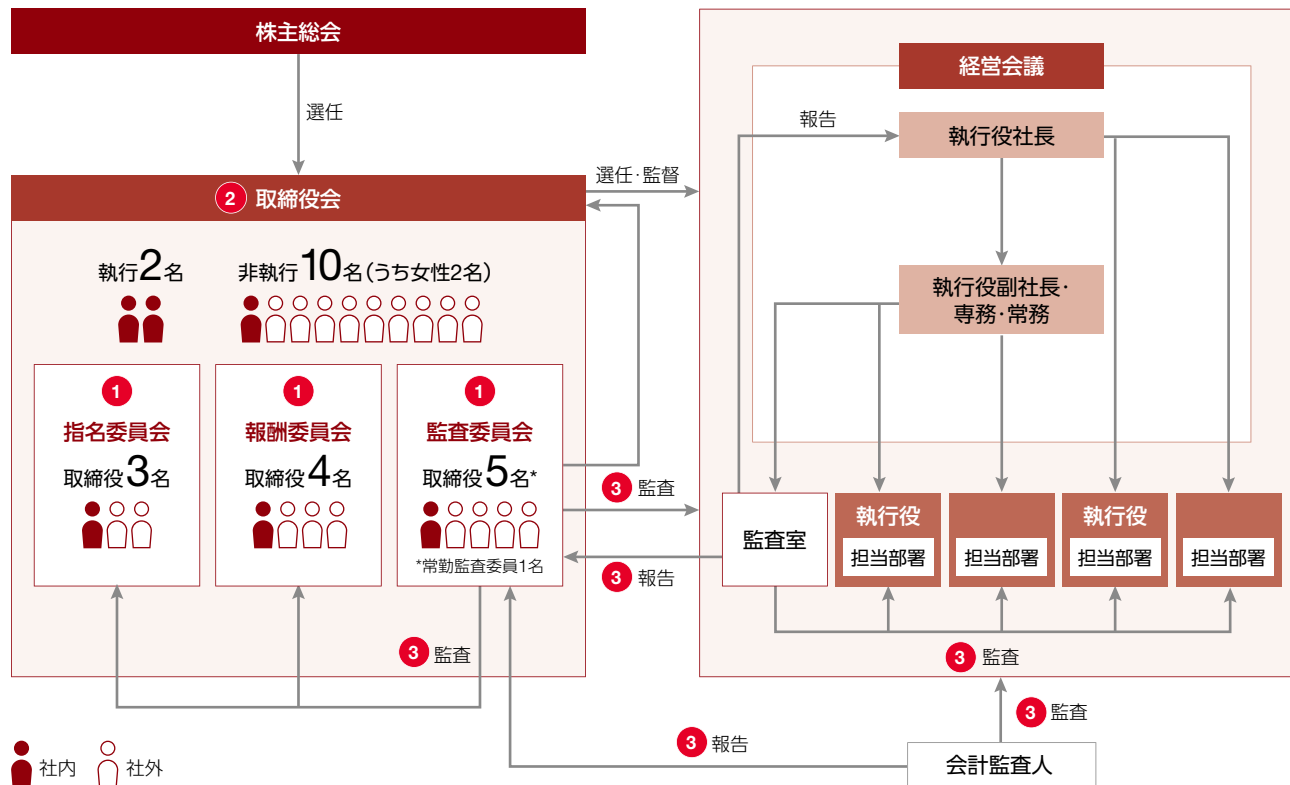 株主総会
選任
2 取締役会
執行2名
非執行10名(うち女性2名)
1
指名委員会
取締役3名
1
報酬委員会
取締役4名
1
監査委員会
取締役5名*
*常勤監査委員1名
3 監査
社内
社外
選任·監督
3 監査
3 報告
3 報告
経営会議
報告
執行役社長
執行役副社長·
専務·常務
監査室
執行役
担当部署
担当部署
執行役
担当部署
担当部署
3 監査
3 監査
会計監査人